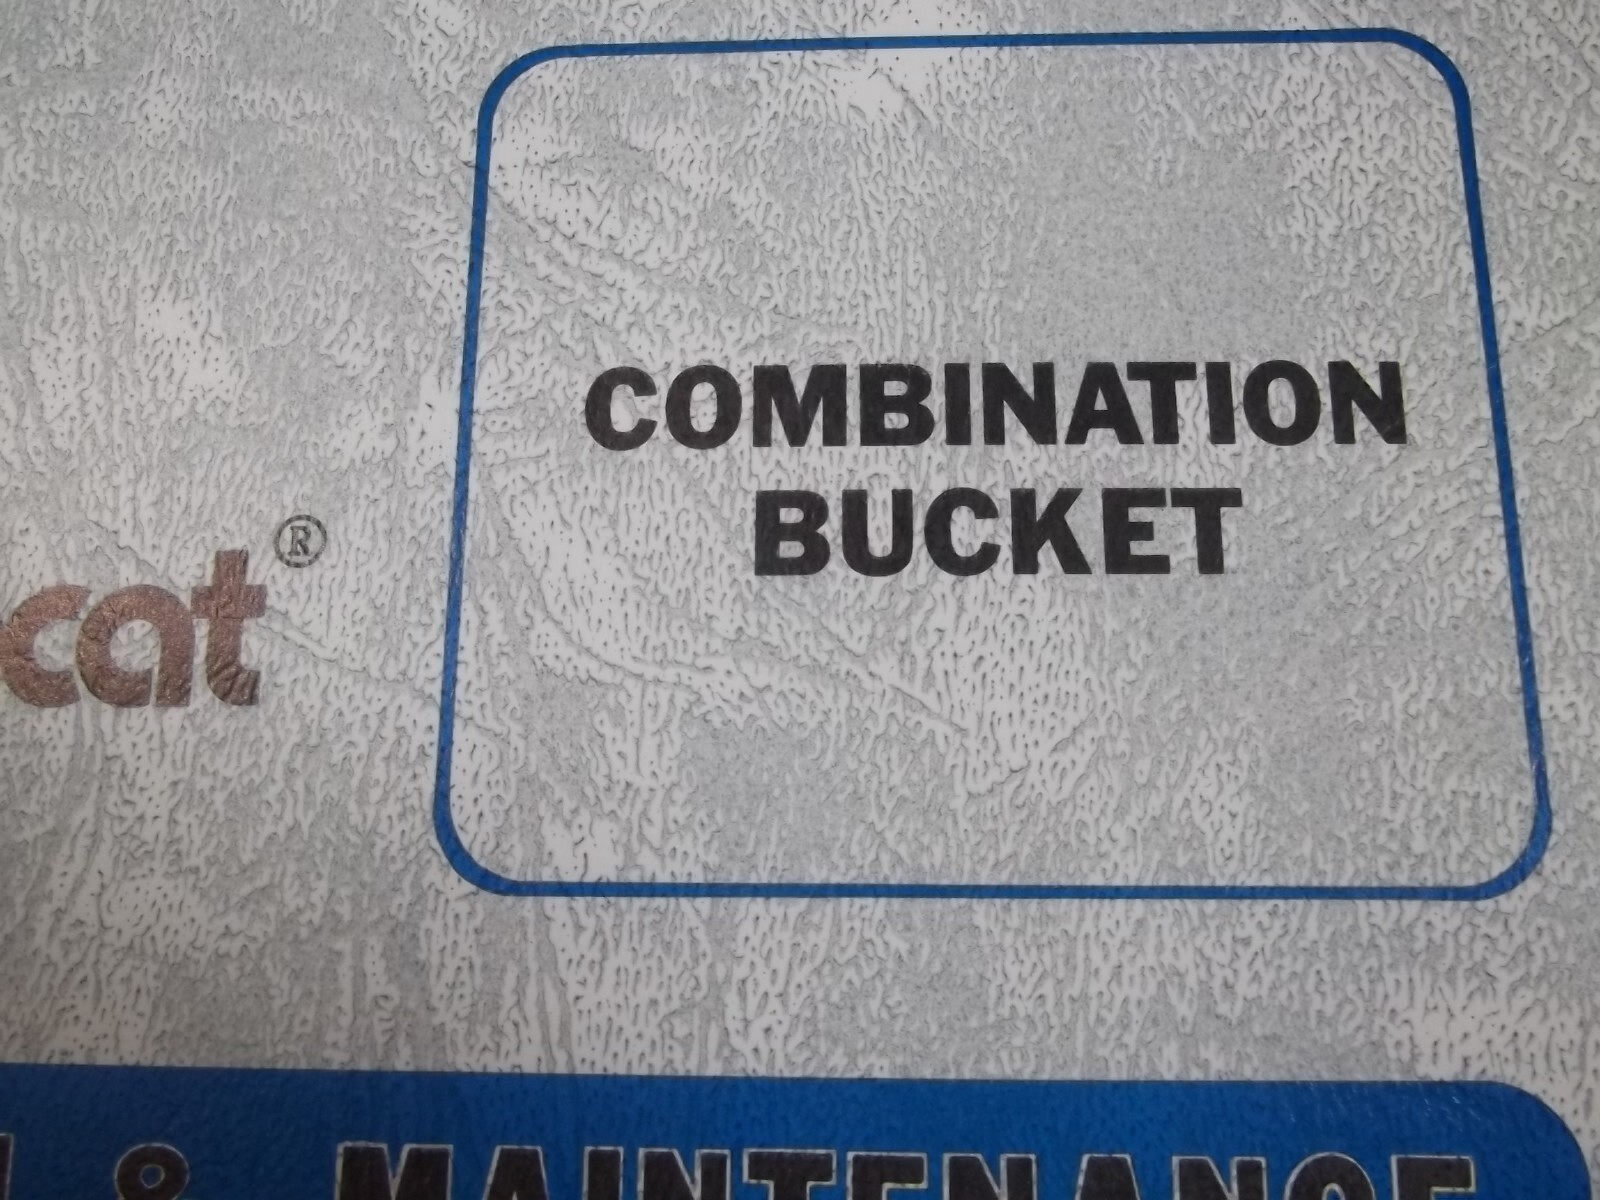 COMBINATION
BUCKET
cat®
& MAINTENANCE